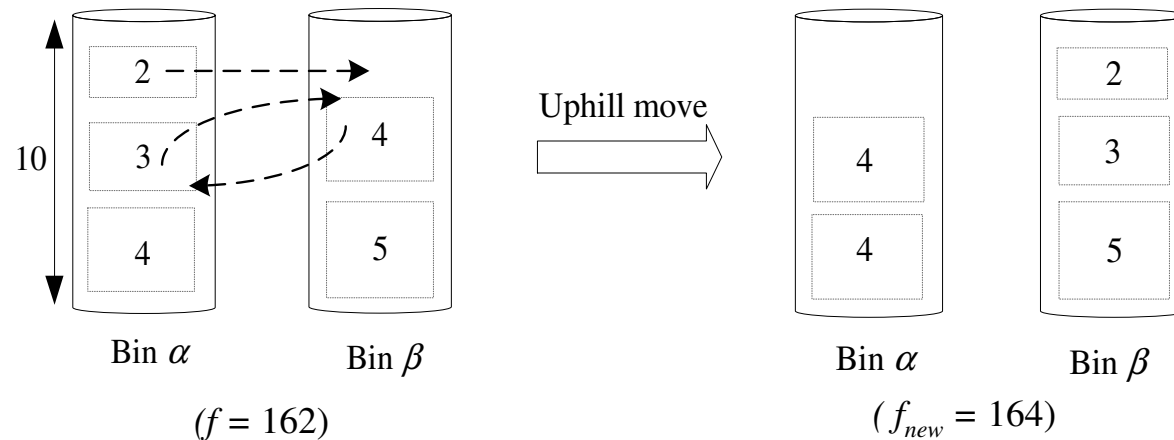 2
3
4
10
4
5
Bin α
Bin β
(f = 162)
Uphill move
4
4
2
3
5
Bin α
Bin β
( fnew = 164)